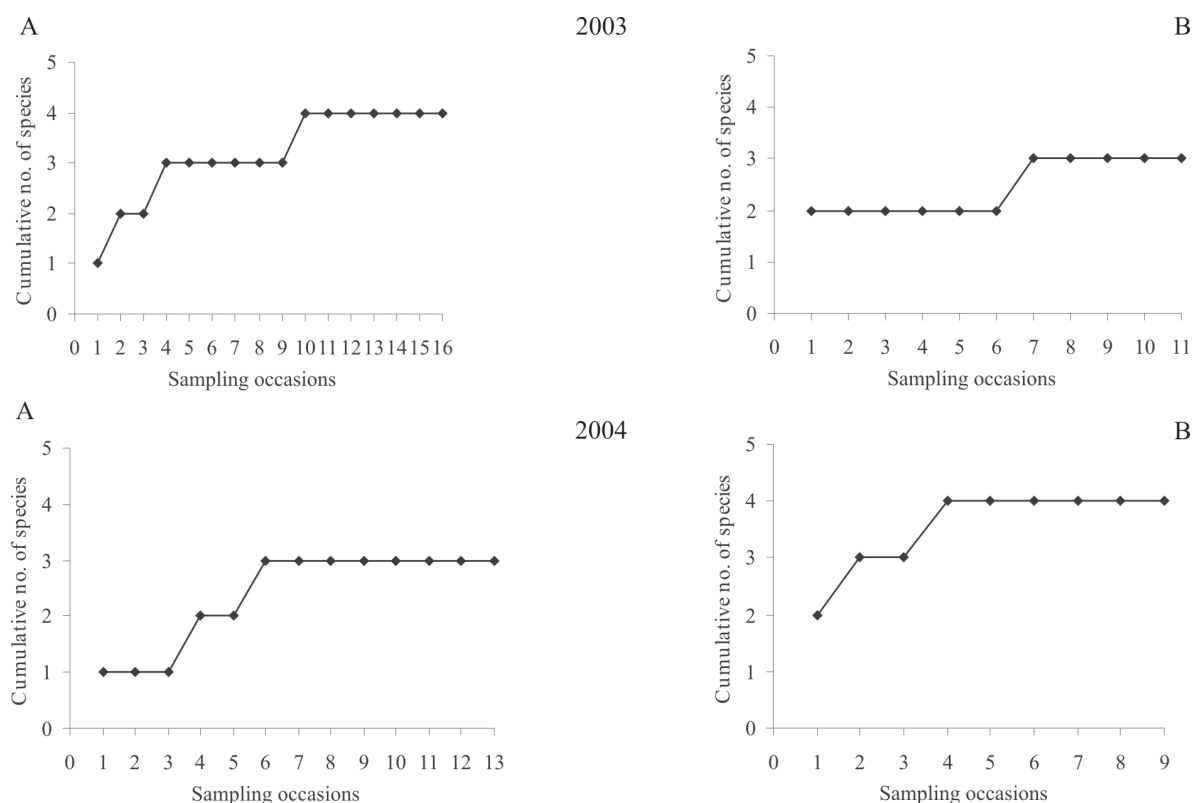 A 2003 B
5
4
3
2
1
0
Cumulative no. of species
0 1 2 3 4 5 6 7 8 9 10 11 12 13 14 15 16
Sampling occasions
5
4
3
2
1
0
Cumulative no. of species
0 1 2 3 4 5 6 7 8 9 10 11
Sampling occasions
A 2004 B
5
4
3
2
1
0
Cumulative no. of species
0 1 2 3 4 5 6 7 8 9 10 11 12 13
Sampling occasions
5
4
3
2
1
0
Cumulative no. of species
0 1 2 3 4 5 6 7 8 9
Sampling occasions